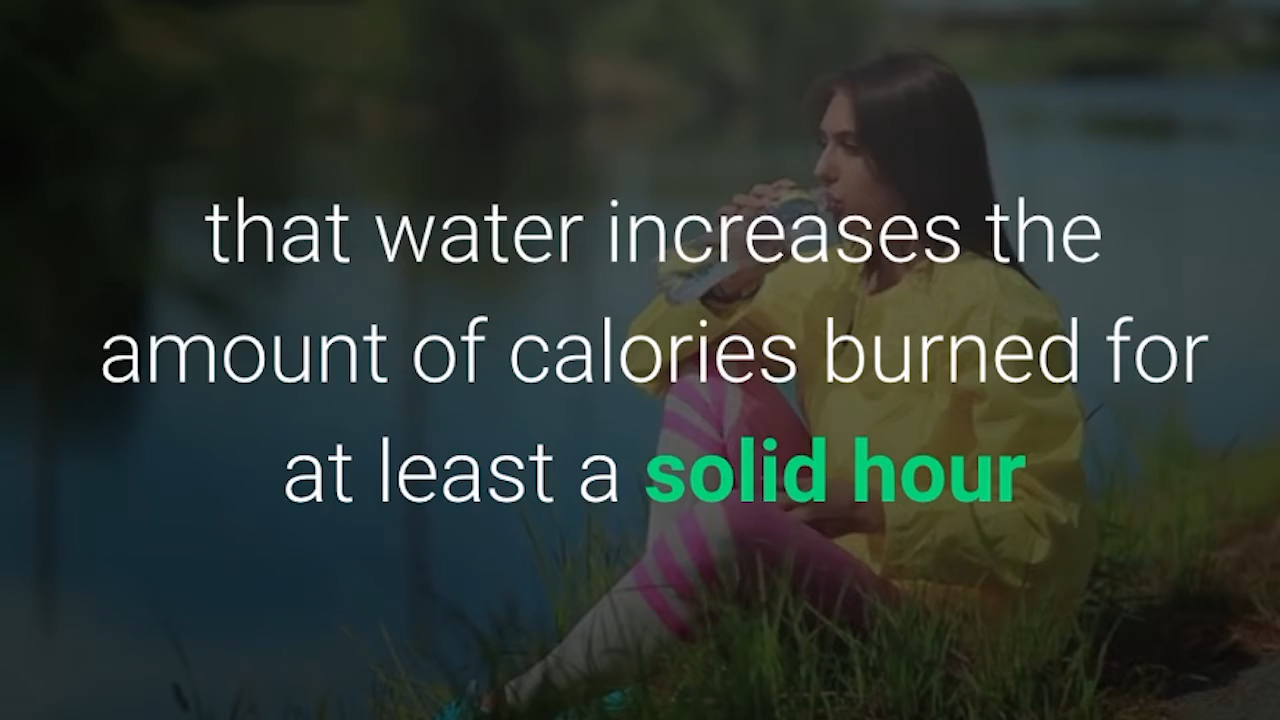 that water increases the
amount of calories burned for
at least a solid hour